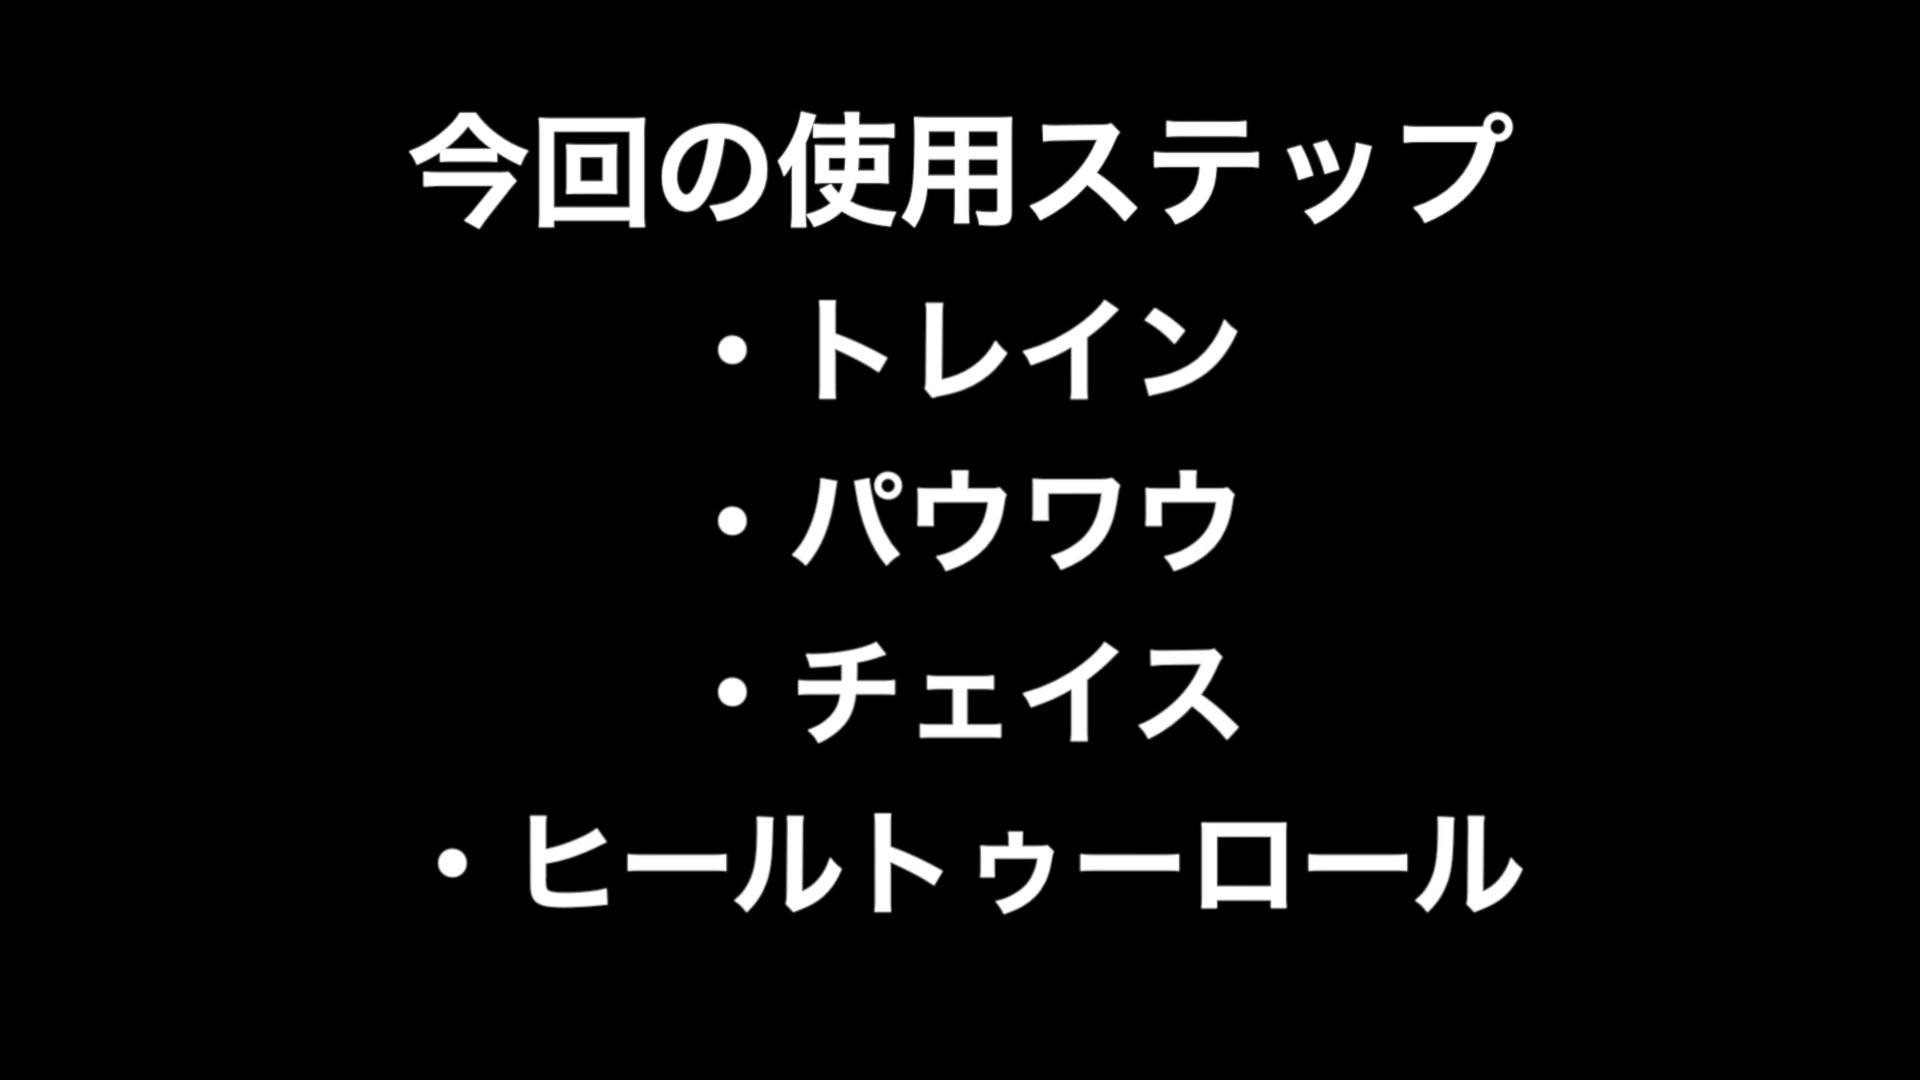 今回の使用ステップ
・トレイン
・パウワウ
・チェイス
・ヒールトゥーロール